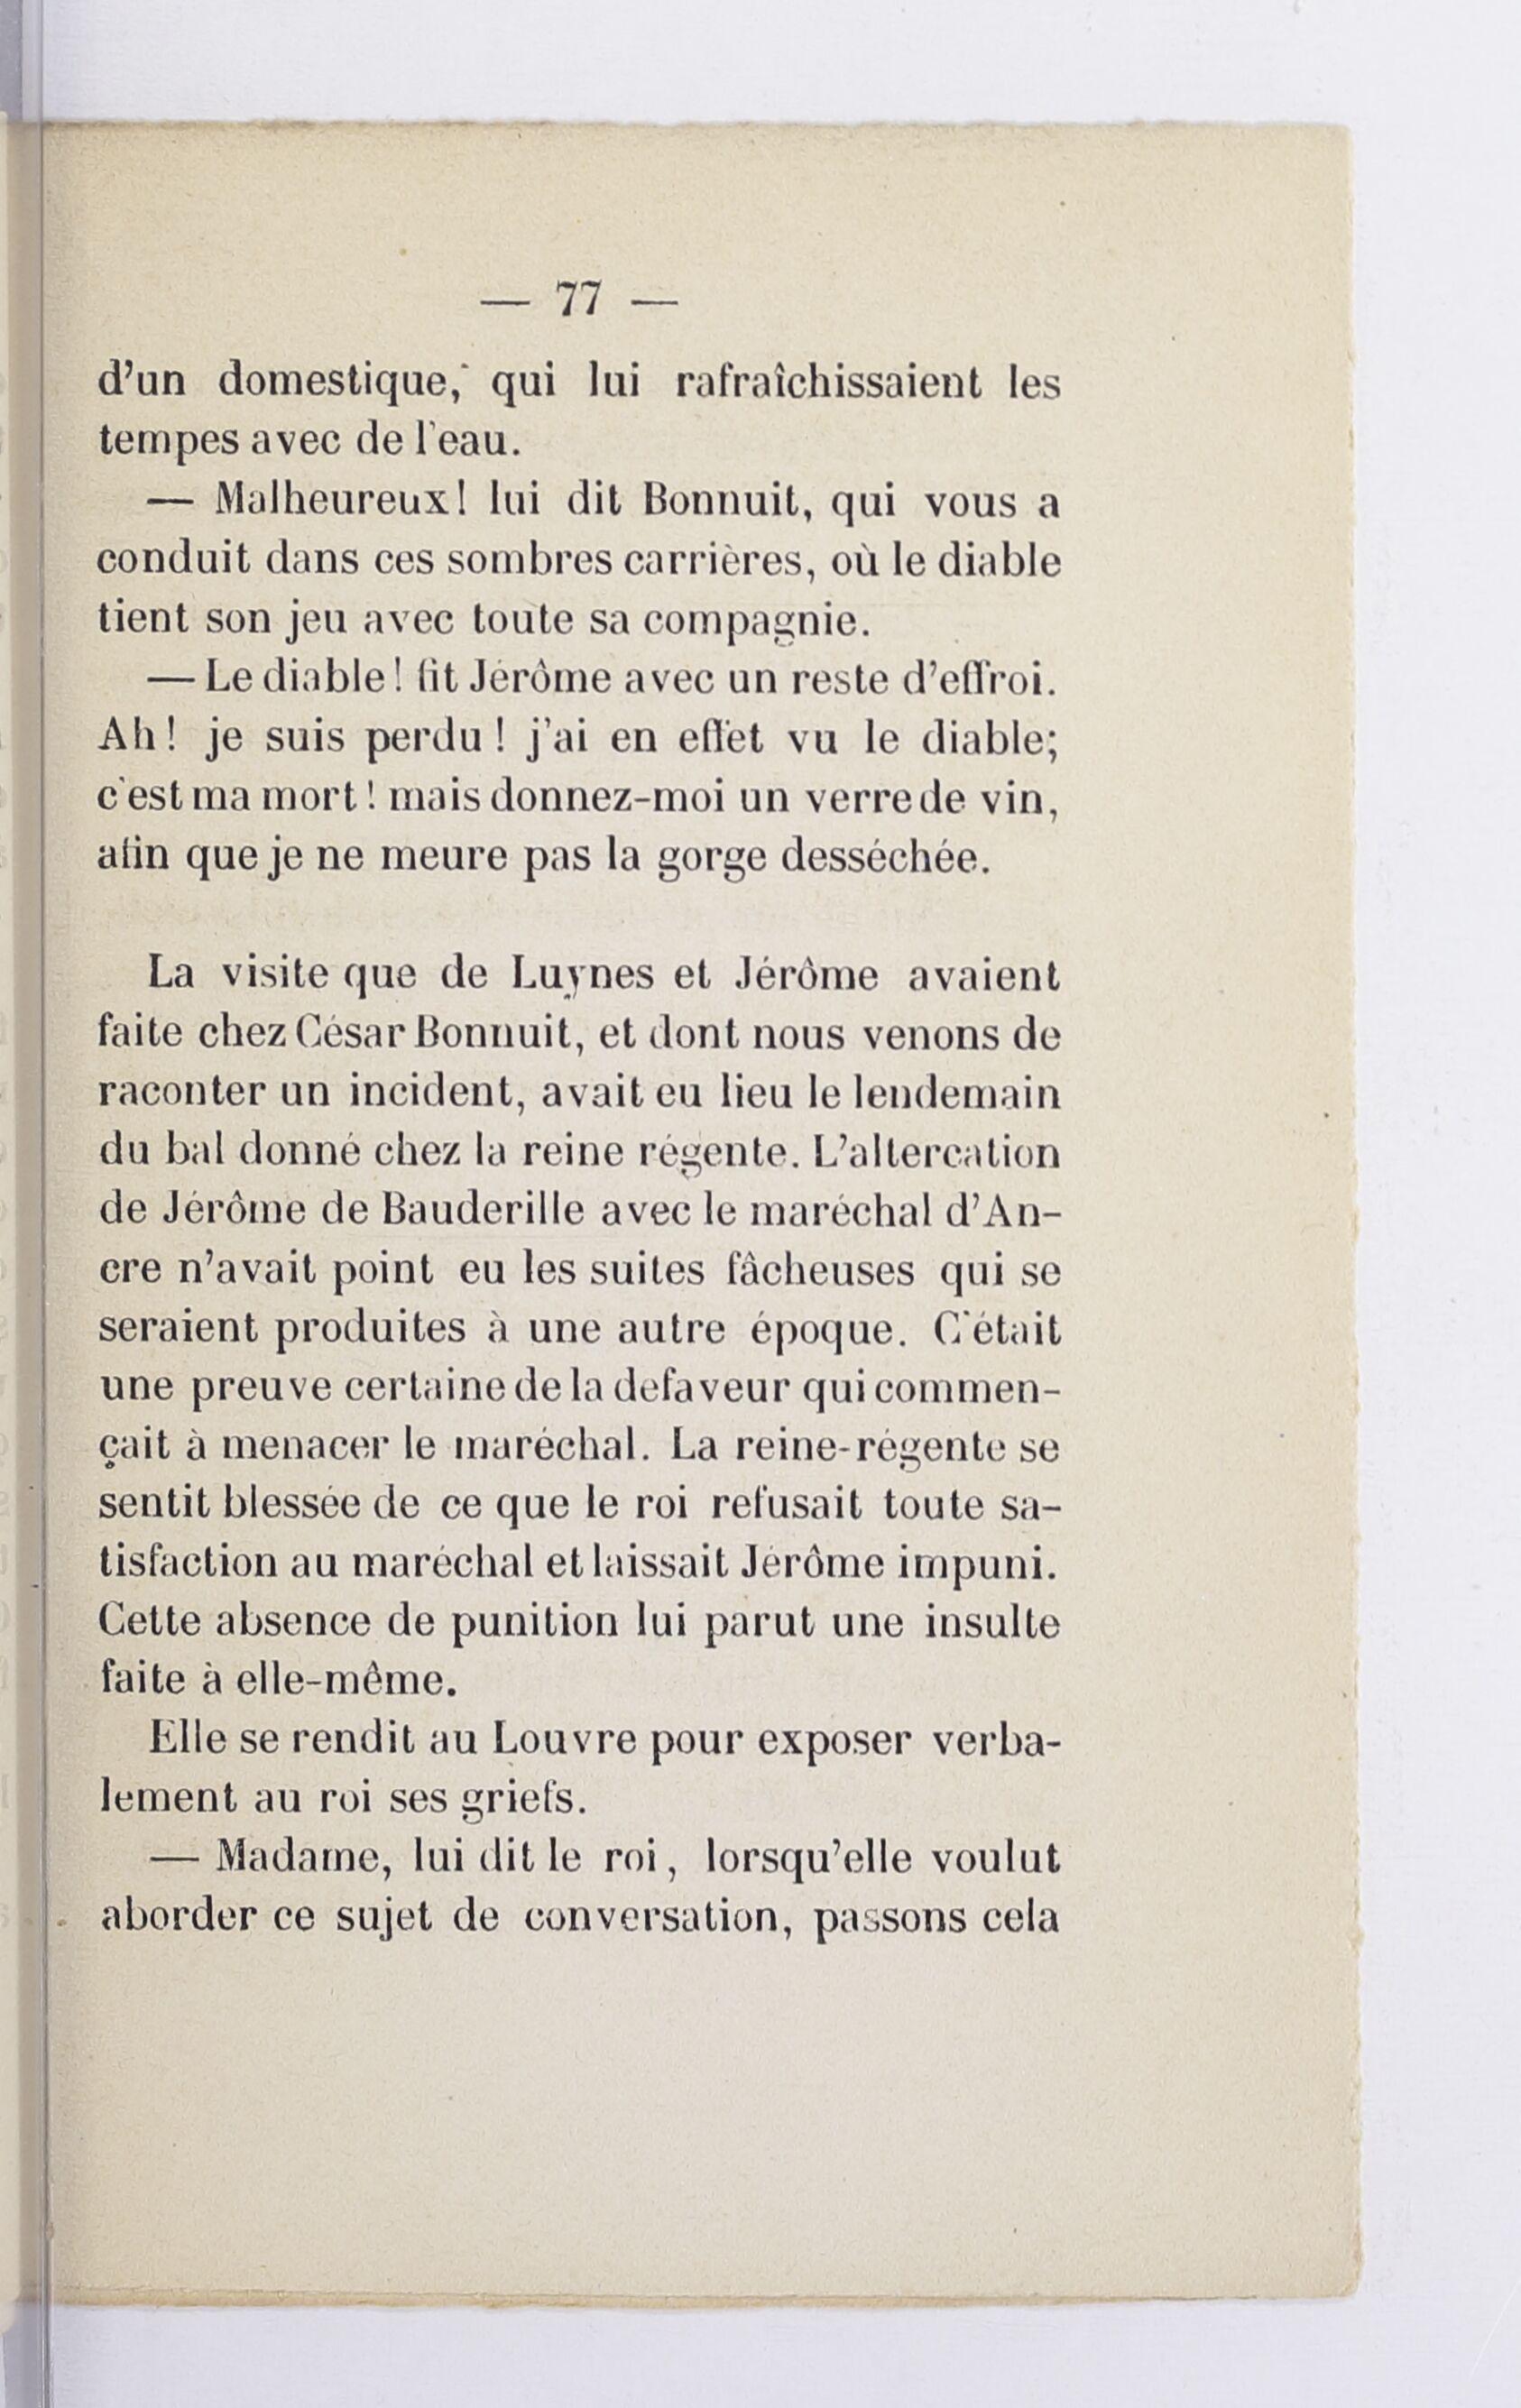 — 77 —
d'un domestique, qui lui rafraîchissaient les
tempes avec de l'eau.
— Malheureux! lui dit Bonnuit, qui vous a
conduit dans ces sombres carrières, où le diable
tient son jeu avec toute sa compagnie.
— Le diable! fit Jérôme avec un reste d'effroi.
Ah! je suis perdu! j'ai en effet vu le diable;
c'est ma mort! mais donnez-moi un verre de vin,
afin que je ne meure pas la gorge desséchée.
La visite que de Luynes et Jérôme avaient
faite chez César Bonnuit, et dont nous venons de
raconter un incident, avait eu lieu le lendemain
du bal donné chez la reine régente. L'altercation
de Jérôme de Bauderille avec le maréchal d'An-
cre n'avait point eu les suites fâcheuses qui se
seraient produites à une autre époque. C'était
une preuve certaine de la defaveur qui commen-
çait à menacer le maréchal. La reine-régente se
sentit blessée de ce que le roi refusait toute sa-
tisfaction au maréchal et laissait Jérôme impuni.
Cette absence de punition lui parut une insulte
faite à elle-même.
Elle se rendit au Louvre pour exposer verba-
lement au roi ses griefs.
— Madame, lui dit le roi, lorsqu'elle voulut
aborder ce sujet de conversation, passons cela